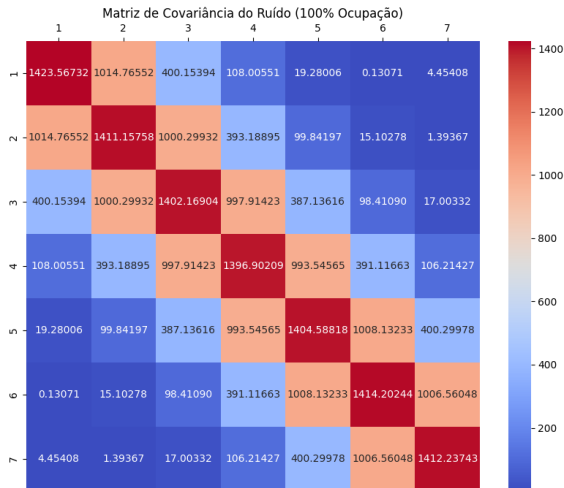 Matriz de Covariância do Ruído (100% Ocupação)
1 2 3 4 5 6 7
1 1423.56732 1014.76552 400.15394 108.00551 19.28006 0.13071 4.45408
2 1014.76552 1411.15758 1000.29932 393.18895 99.84197 15.10278 1.39367
3 400.15394 1000.29932 1402.16904 997.91423 387.13616 98.41090 17.00332
4 108.00551 393.18895 997.91423 1396.90209 993.54565 391.11663 106.21427
5 19.28006 99.84197 387.13616 993.54565 1404.58818 1008.13233 400.29978
6 0.13071 15.10278 98.41090 391.11663 1008.13233 1414.20244 1006.56048
7 4.45408 1.39367 17.00332 106.21427 400.29978 1006.56048 1412.23743
1400
1200
1000
800
600
400
200